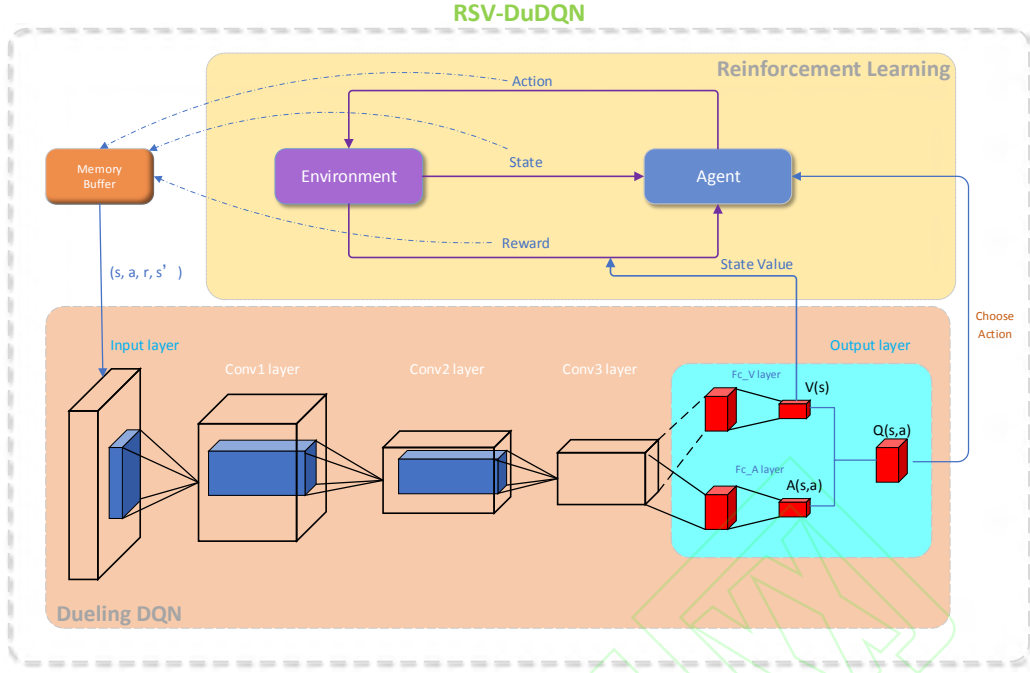 RSV-DuDQN
Reinforcement Learning
Action
Memory
Buffer
Environment
State
Agent
Reward
State Value
(s, a, r, s’ )
Choose
Action
Input layer
Conv1 layer
Conv2 layer
Conv3 layer
Output layer
Fc_V layer
V(s)
Q(s,a)
Fc_A layer
A(s,a)
Dueling DQN